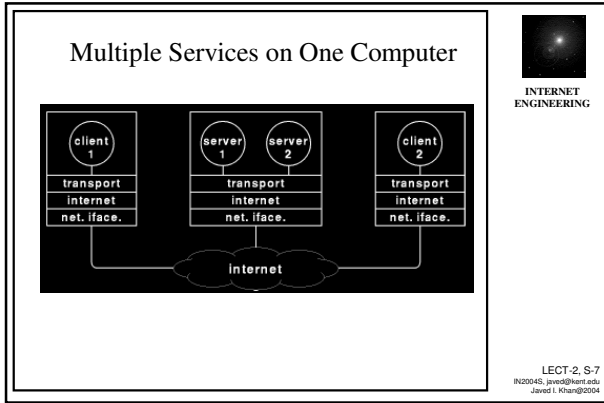 Multiple Services on One Computer
INTERNET
ENGINEERING
client
1
server
1
server
2
client
2
transport
internet
net. iface.
transport
internet
net. iface.
transport
internet
net. iface.
internet
LECT-2, S-7
IN2004S, javed@kent.edu
Javed I. Khan@2004